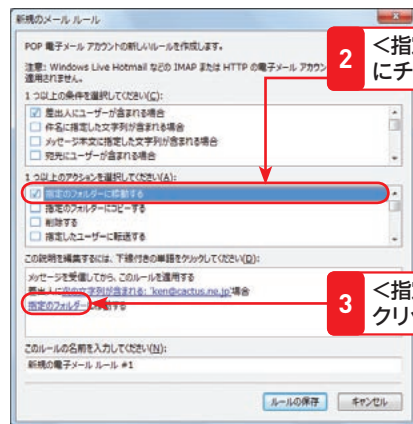 新規のメール ルール
POP 電子メール アカウントの新しいルールを作成します。
注意: Windows Live Hotmail などの IMAP または HTTP の電子メール アカウン
適用されません。
1 つ以上の条件を選択してください(C):
差出人にユーザーが含まれる場合
件名に指定した文字列が含まれる場合
メッセージ本文に指定した文字列が含まれる場合
宛先にユーザーが含まれる場合
2
<指定
にチ
1 つ以上のアクションを選択してください(A):
指定のフォルダーに移動する
指定のフォルダーにコピーする
削除する
指定したユーザーに転送する
この説明を編集するには、下線付きの単語をクリックしてください(D):
メッセージを受信してから、このルールを適用する
差出人に次の文字列が含まれる: 'ken@cactus.ne.jp'場合
指定のフォルダーに移動する
3
<指定
クリッ
このルールの名前を入力してください(N):
新規の電子メール ルール #1
ルールの保存
キャンセル